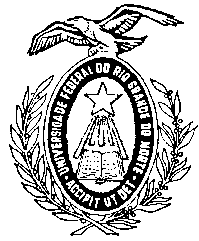 UNIVERSIDADE FEDERAL DO RIO GRANDE DO NORTE
ACCIPIT UT DET